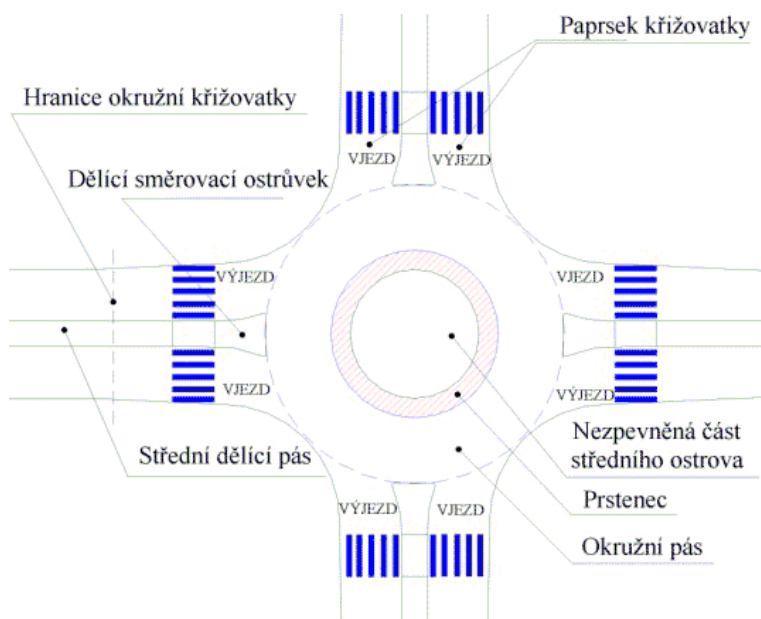 Paprsek křižovatky
Hranice okružní křižovatky
VJEZD
VÝJEZD
Dělící směrovací ostrůvek
VÝJEZD
VJEZD
VJEZD
VÝJEZD
Střední dělící pás
Nezpevněná část
středního ostrova
Prstenec
VÝJEZD
VJEZD
Okružní pás